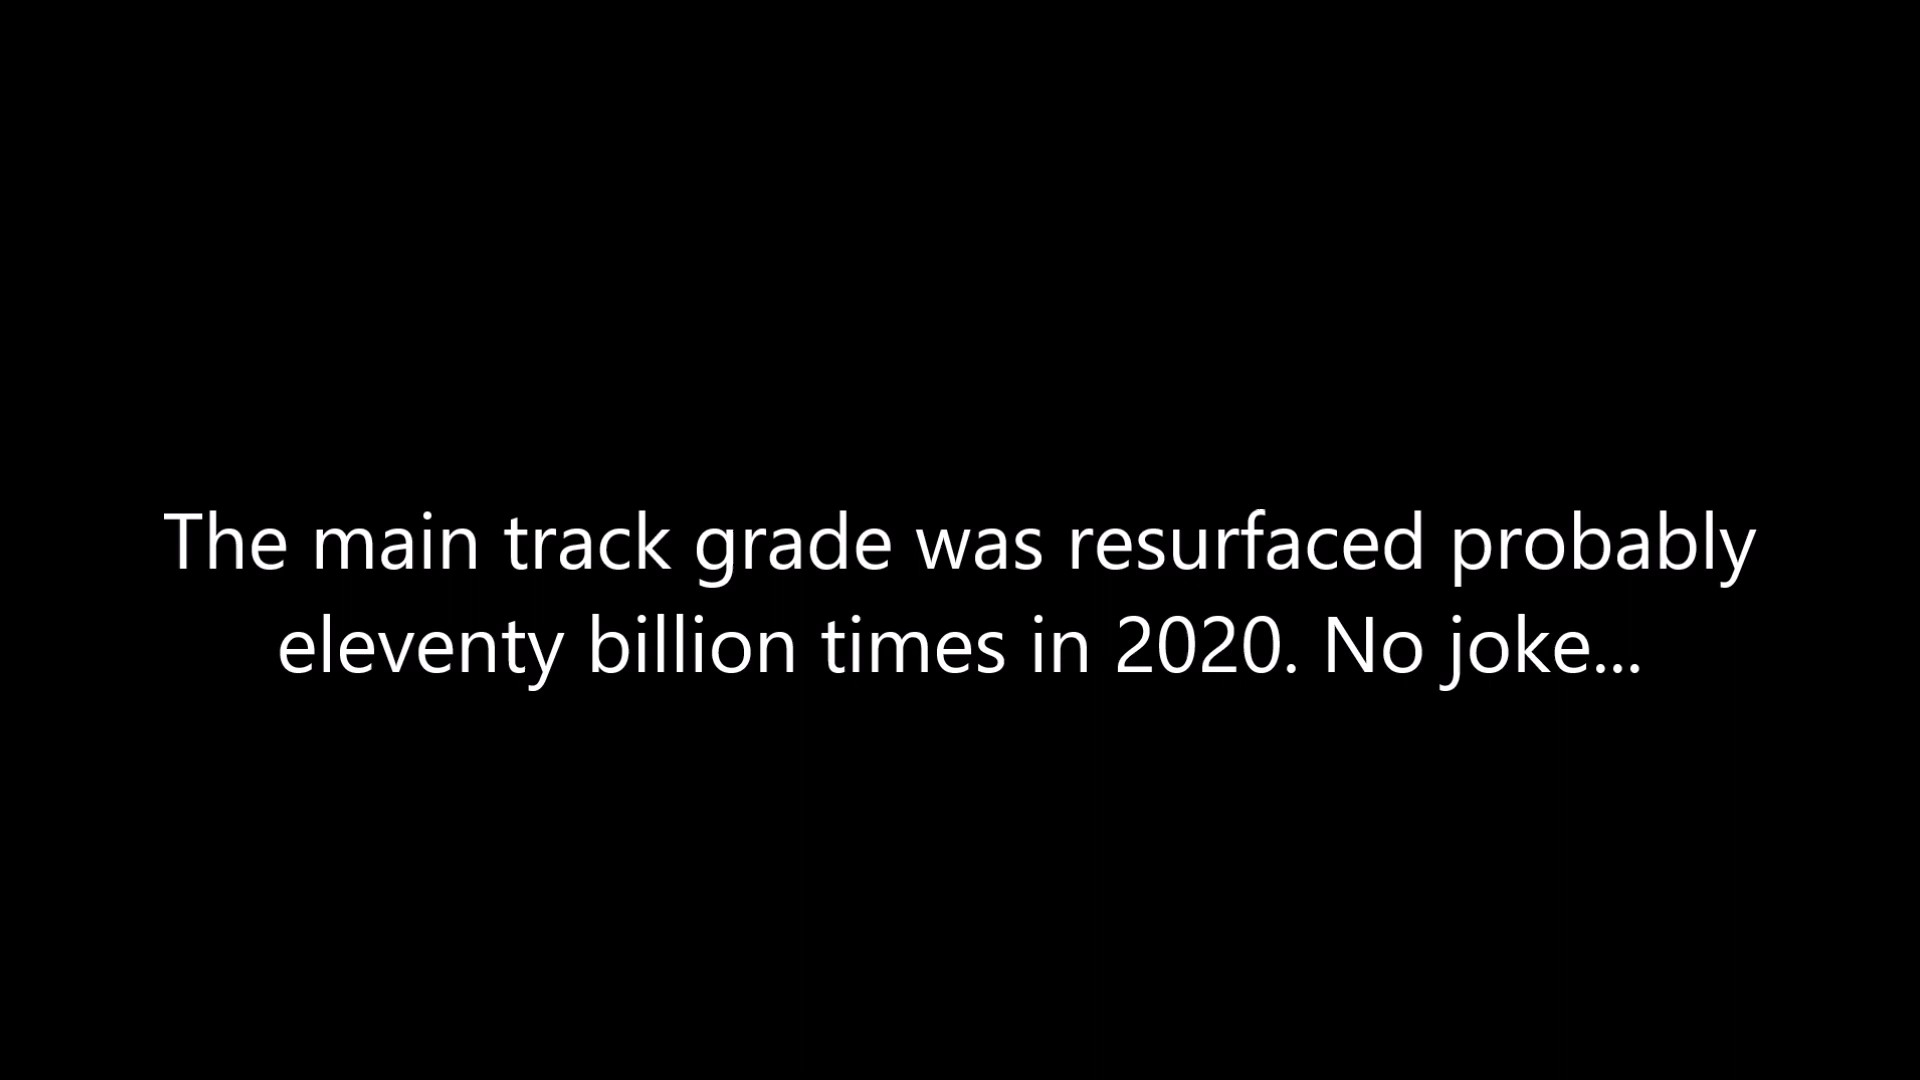 The main track grade was resurfaced probably
eleventy billion times in 2020. No joke...